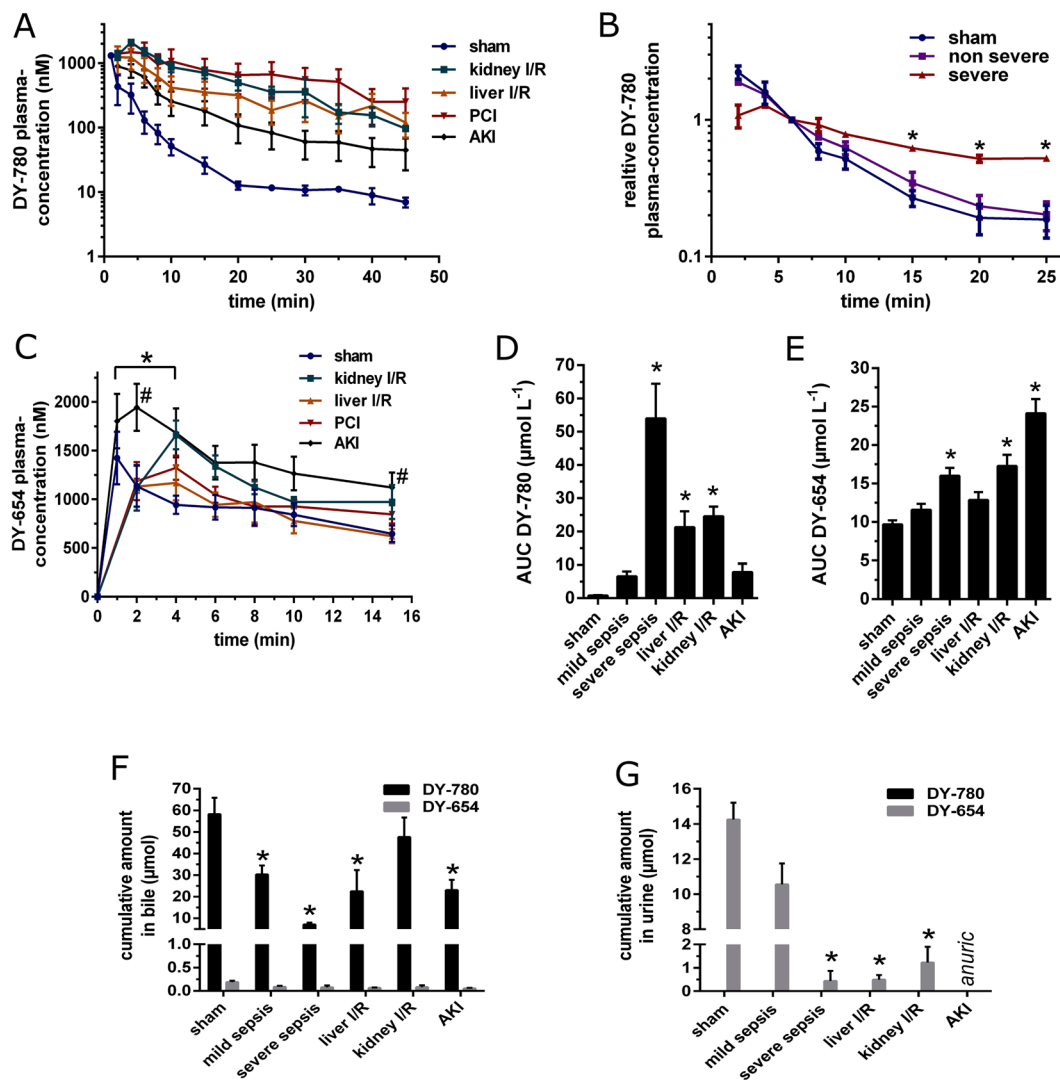 A
DY-780 plasma-
concentration (nM)
1000
100
10
1
0
10
20
30
40
50
time (min)
sham
kidney I/R
liver I/R
PCI
AKI
B
realtive DY-780
plasma-concentration
1
0.1
0
5
10
15
20
25
time (min)
sham
non severe
severe
*
*
*
C
DY-654 plasma-
concentration (nM)
2000
1500
1000
500
0
0
2
4
6
8
10
12
14
16
time (min)
*
#
#
sham
kidney I/R
liver I/R
PCI
AKI
D
AUC DY-780 (µmol L⁻¹)
70
60
50
40
30
20
10
0
*
*
*
sham
mild sepsis
severe sepsis
liver I/R
kidney I/R
AKI
E
AUC DY-654 (µmol L⁻¹)
30
25
20
15
10
5
0
*
*
*
sham
mild sepsis
severe sepsis
liver I/R
kidney I/R
AKI
F
cumulative amount
in bile (µmol)
70
60
50
40
30
20
10
1.0
0.5
0.0
DY-780
DY-654
*
*
*
*
sham
mild sepsis
severe sepsis
liver I/R
kidney I/R
AKI
G
cumulative amount
in urine (µmol)
16
14
12
10
8
6
4
2
1
0
DY-780
DY-654
*
*
*
anuric
sham
mild sepsis
severe sepsis
liver I/R
kidney I/R
AKI